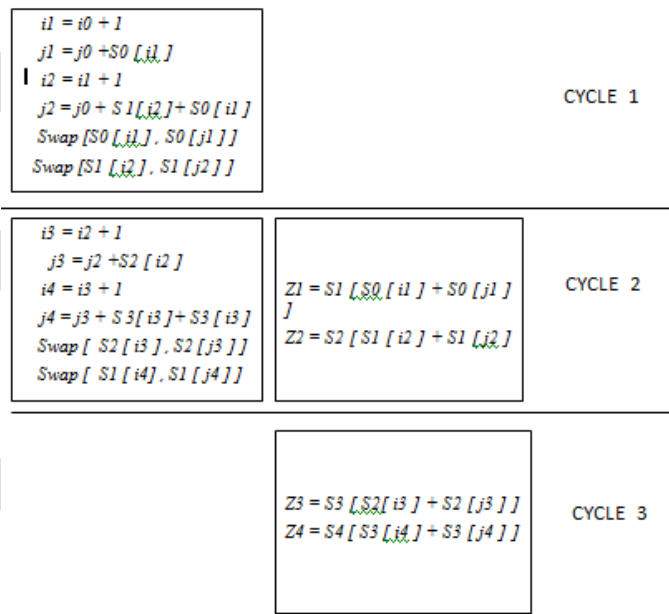 i1 = i0 + 1
j1 = j0 +S0 [ i1 ]
i2 = i1 + 1
j2 = j0 + S 1[ i2 ]+ S0 [ i1 ]
Swap [S0 [ i1 ] , S0 [ j1 ] ]
Swap [S1 [ i2 ] , S1 [ j2 ] ]
CYCLE 1
i3 = i2 + 1
j3 = j2 +S2 [ i2 ]
i4 = i3 + 1
j4 = j3 + S 3[ i3 ]+ S3 [ i3 ]
Swap [ S2 [ i3 ] , S2 [ j3 ] ]
Swap [ S1 [ i4] , S1 [ j4 ] ]
Z1 = S1 [ S0 [ i1 ] + S0 [ j1 ]
]
Z2 = S2 [ S1 [ i2 ] + S1 [ j2 ]
CYCLE 2
Z3 = S3 [ S2[ i3 ] + S2 [ j3 ] ]
Z4 = S4 [ S3 [ i4 ] + S3 [ j4 ] ]
CYCLE 3